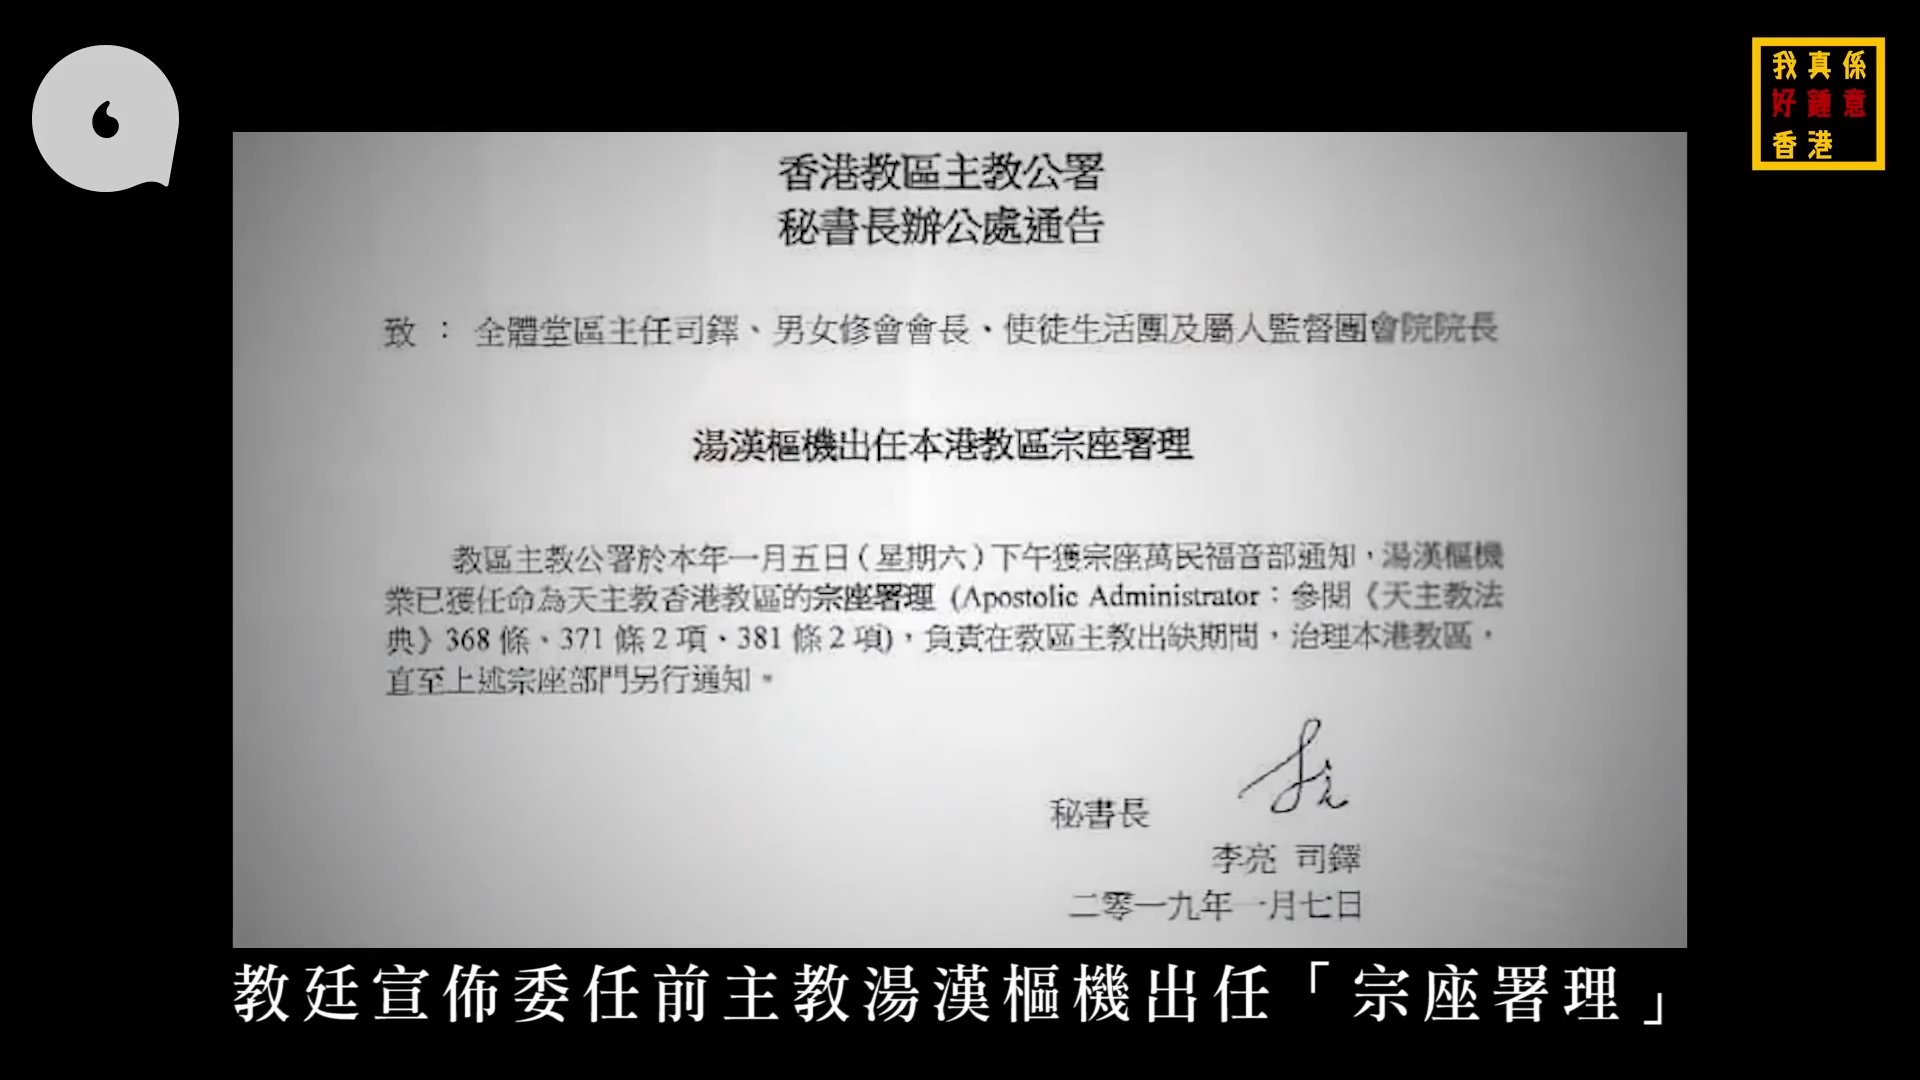 我真係
好鍾意
香港
香港教區主教公署
秘書長辦公處通告
致 : 全體堂區主任司鐸、男女修會會長、使徒生活團及屬人監督團會院院長
湯漢樞機出任本港教區宗座署理
教區主教公署於本年一月五日(星期六)下午獲宗座萬民福音部通知,湯漢樞機
業已獲任命為天主教香港教區的宗座署理 (Apostolic Administrator:參閱《天主教法
典》368 條、371 條 2 項、381 條 2 項),負責在教區主教出缺期間,治理本港教區,
直至上述宗座部門另行通知。
秘書長
李亮 司鐸
二零一九年一月七日
教廷宣佈委任前主教湯漢樞機出任「宗座署理」